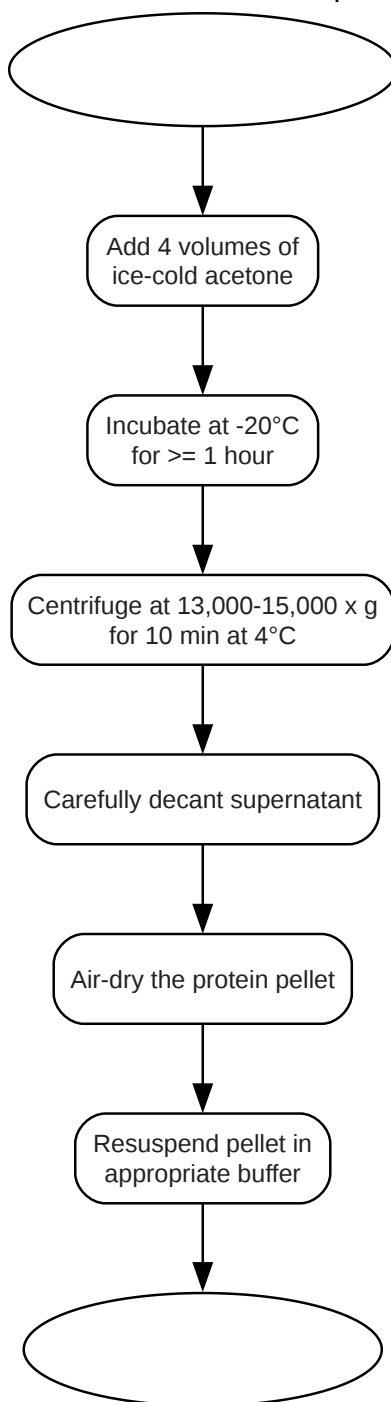 Add 4 volumes of
ice-cold acetone
Incubate at -20°C
for >= 1 hour
Centrifuge at 13,000-15,000 x g
for 10 min at 4°C
Carefully decant supernatant
Air-dry the protein pellet
Resuspend pellet in
appropriate buffer